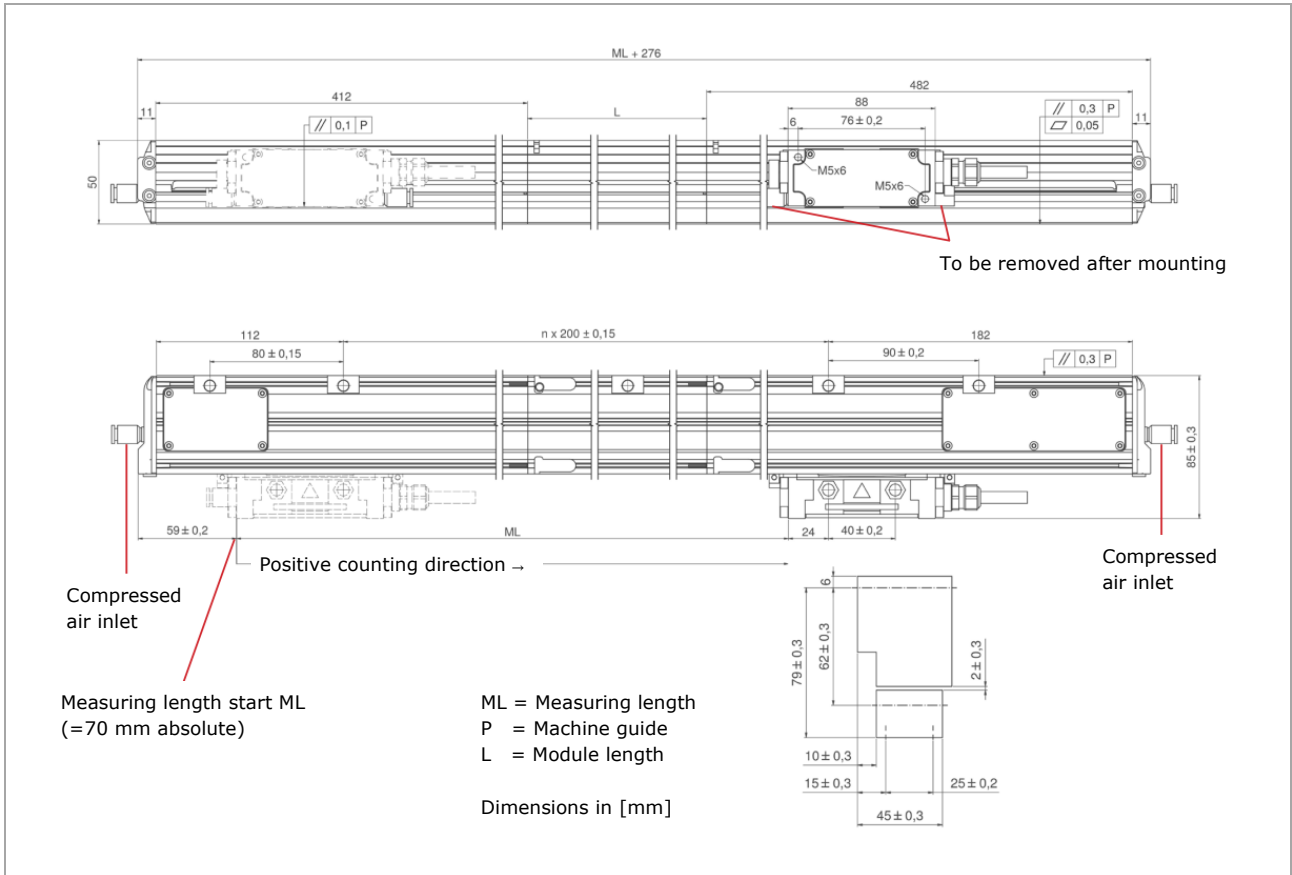 ML + 276
412
482
11
L
88
11
// 0,1 P
6
76 ± 0,2
// 0,3 P
0,05
50
M5x6
M5x6
To be removed after mounting
112
n x 200 ± 0,15
182
80 ± 0,15
90 ± 0,2
// 0,3 P
85 ± 0,3
59 ± 0,2
ML
24
40 ± 0,2
Positive counting direction →
Compressed
air inlet
Compressed
air inlet
6
79 ± 0,3
62 ± 0,3
2 ± 0,3
Measuring length start ML
(=70 mm absolute)
ML = Measuring length
P = Machine guide
L = Module length
Dimensions in [mm]
10 ± 0,3
15 ± 0,3
25 ± 0,2
45 ± 0,3